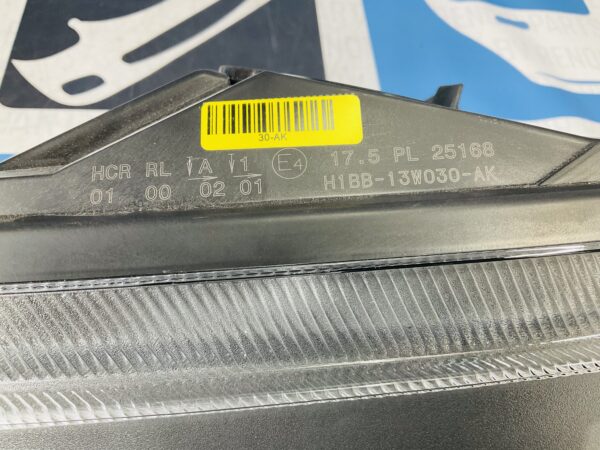 30-AK
HCR RL A 1 E4 17.5 PL 25168
01 00 02 01 H1BB-13W030-AK